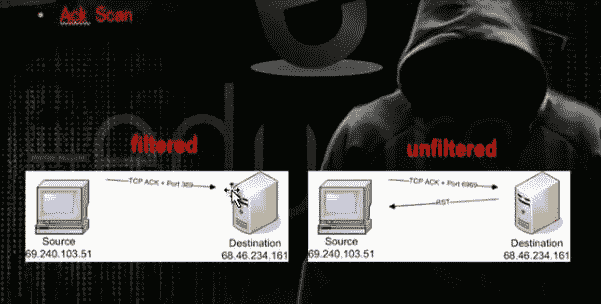 Ack Scan
filtered
unfiltered
TCP ACK + Port 389
Source
69.240.103.51
Destination
68.46.234.161
TCP ACK + Port 6969
RST
Source
69.240.103.51
Destination
68.46.234.161